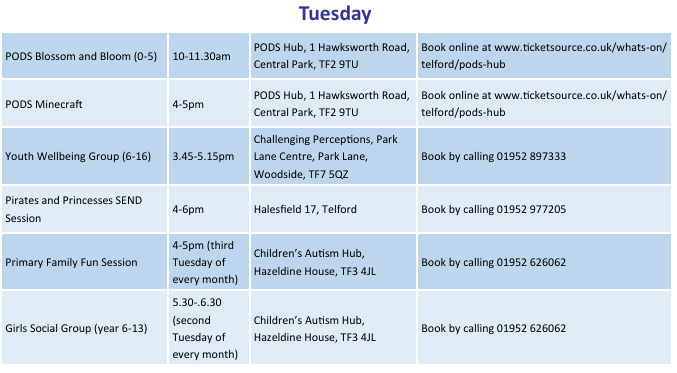 Tuesday
PODS Blossom and Bloom (0-5)
10-11.30am
PODS Hub, 1 Hawksworth Road,
Central Park, TF2 9TU
Book online at www.ticketsource.co.uk/whats-on/
telford/pods-hub
PODS Minecraft
4-5pm
PODS Hub, 1 Hawksworth Road,
Central Park, TF2 9TU
Book online at www.ticketsource.co.uk/whats-on/
telford/pods-hub
Youth Wellbeing Group (6-16)
3.45-5.15pm
Challenging Perceptions, Park
Lane Centre, Park Lane,
Woodside, TF7 5QZ
Book by calling 01952 897333
Pirates and Princesses SEND
Session
4-6pm
Halesfield 17, Telford
Book by calling 01952 977205
Primary Family Fun Session
4-5pm (third
Tuesday of
every month)
Children’s Autism Hub,
Hazeldine House, TF3 4JL
Book by calling 01952 626062
Girls Social Group (year 6-13)
5.30-.6.30
(second
Tuesday of
every month)
Children’s Autism Hub,
Hazeldine House, TF3 4JL
Book by calling 01952 626062